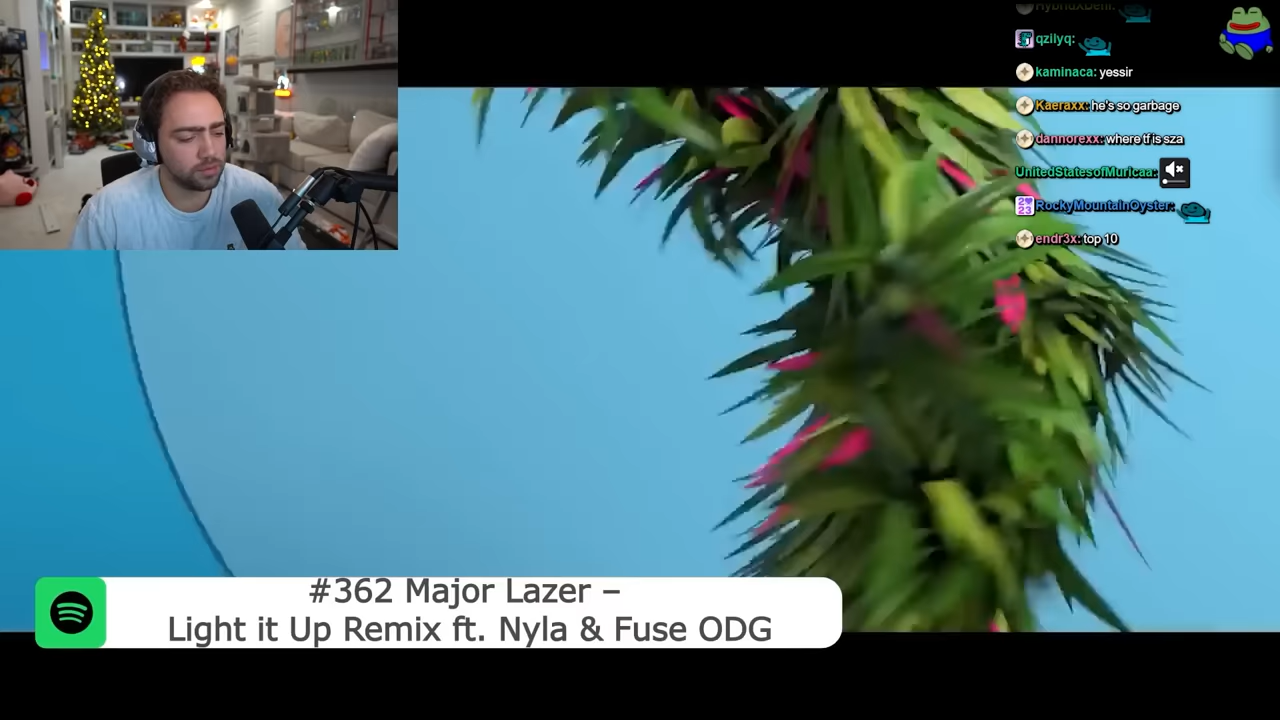 HybridXDefil:
qzilyq:
kaminaca: yessir
Kaeraxx: he's so garbage
dannorexx: where tf is sza
UnitedStatesofMuricaa:
RockyMountainOyster:
endr3x: top 10
#362 Major Lazer –
Light it Up Remix ft. Nyla & Fuse ODG